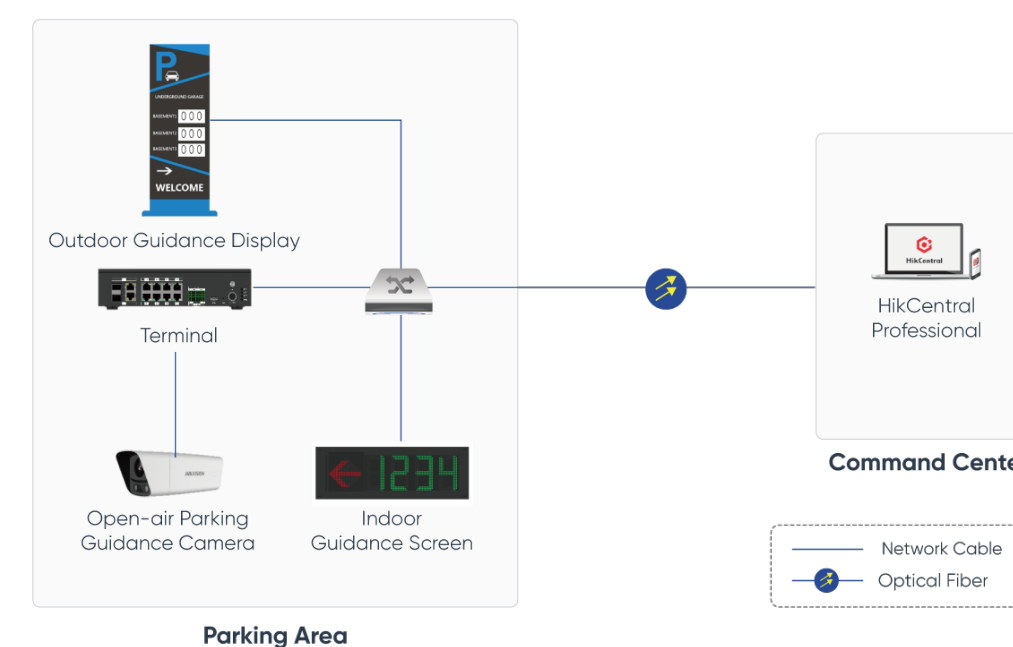 P
UNDERGROUND GARAGE
BASEMENT1 000
BASEMENT2 000
BASEMENT3 000
WELCOME
Outdoor Guidance Display
Terminal
HIKVISION
Open-air Parking
Guidance Camera
1234
Indoor
Guidance Screen
Parking Area
HikCentral
HikCentral
Professional
Command Cente
Network Cable
Optical Fiber